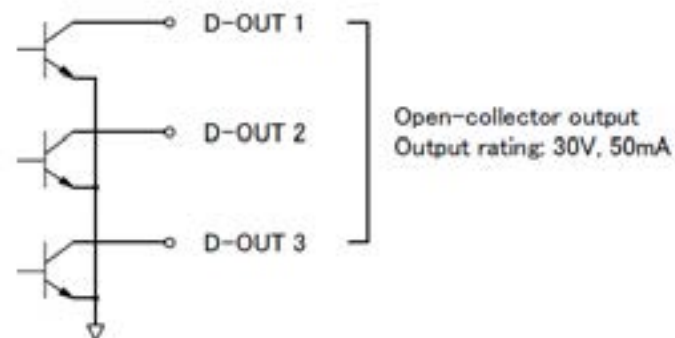 D-OUT 1
D-OUT 2
D-OUT 3
Open-collector output
Output rating: 30V, 50mA